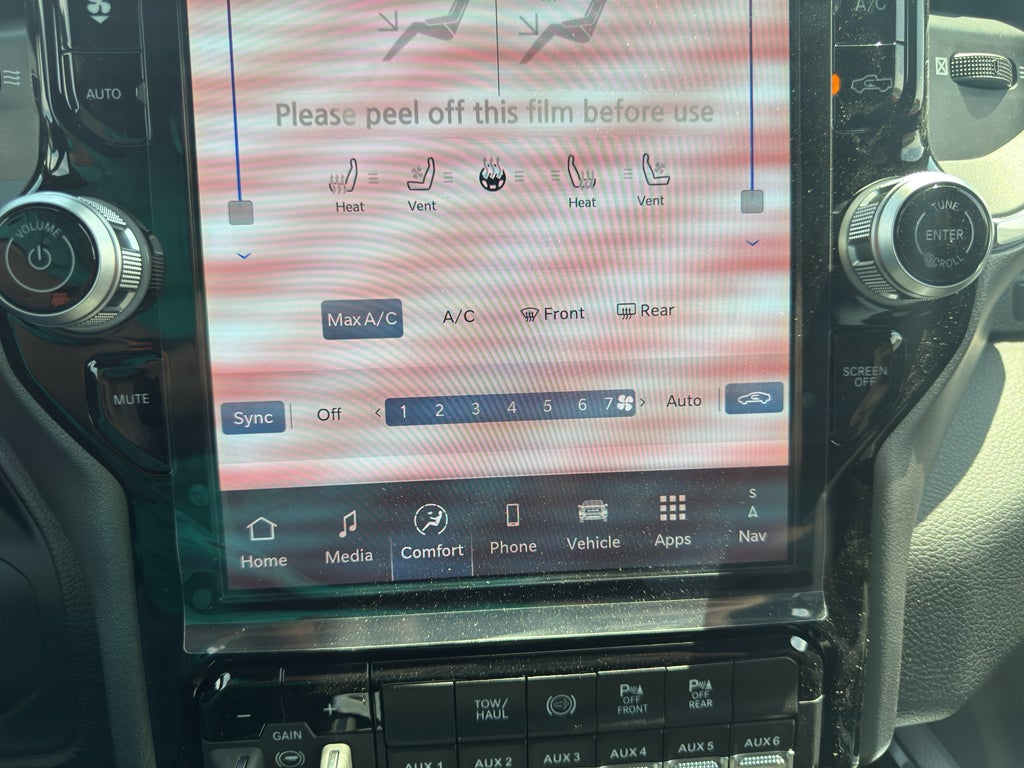 A/C
AUTO
Please peel off this film before use
Heat
Vent
Heat
Vent
VOLUME
TUNE
ENTER
SCROLL
Max A/C
A/C
Front
Rear
MUTE
SCREEN
OFF
Sync
Off
< 1 2 3 4 5 6 7 >
Auto
S
Home
Media
Comfort
Phone
Vehicle
Apps
Nav
- +
GAIN
TOW/
HAUL
P
OFF
FRONT
P
OFF
REAR
AUX 1
AUX 2
AUX 3
AUX 4
AUX 5
AUX 6